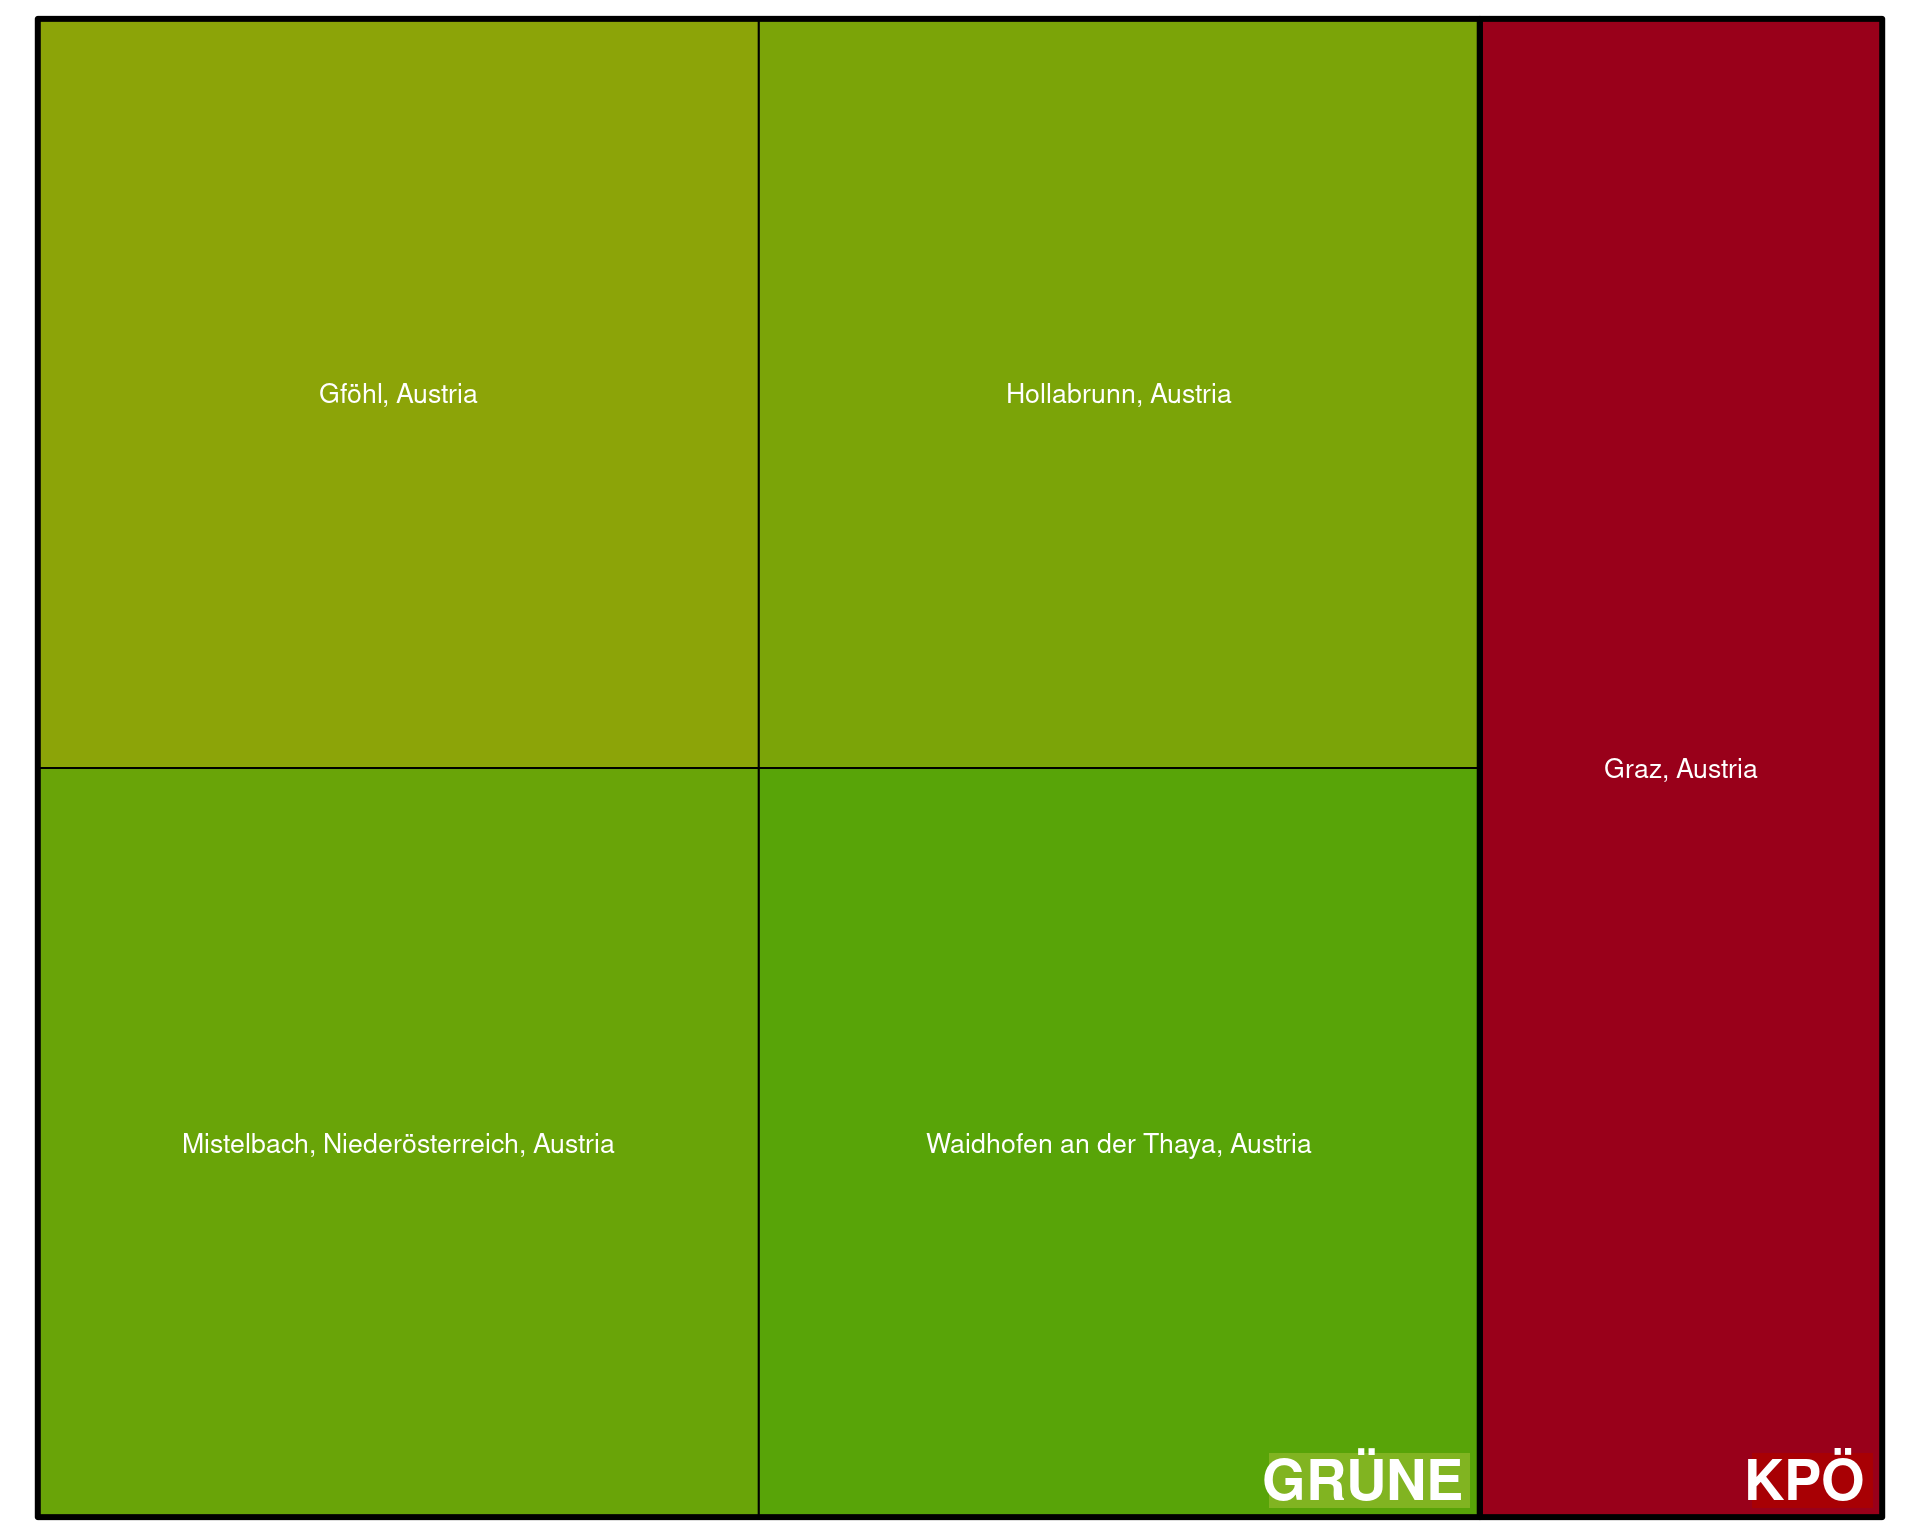 Gföhl, Austria
Hollabrunn, Austria
Graz, Austria
Mistelbach, Niederösterreich, Austria
Waidhofen an der Thaya, Austria
GRÜNE
KPÖ